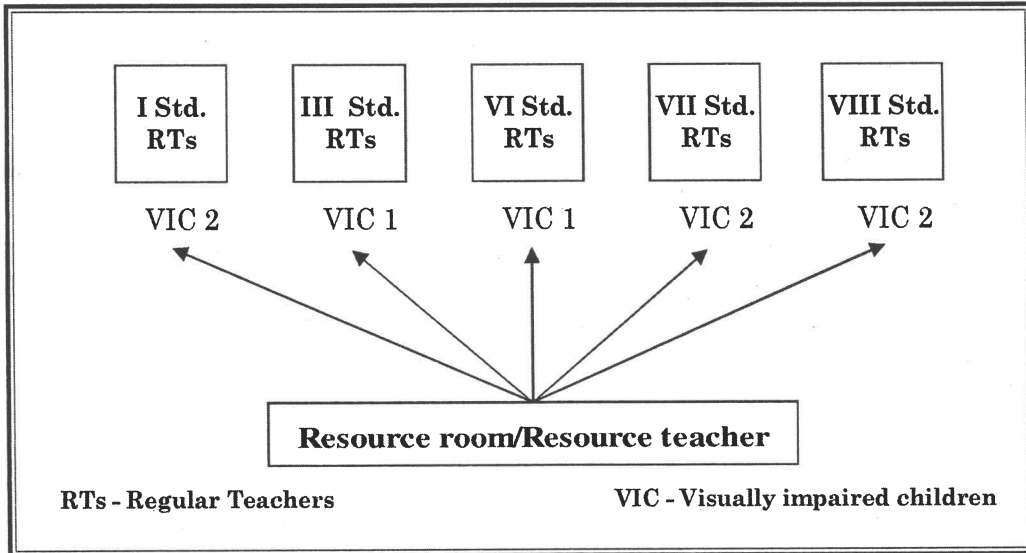 I Std.
RTs
III Std.
RTs
VI Std.
RTs
VII Std.
RTs
VIII Std.
RTs
VIC 2
VIC 1
VIC 1
VIC 2
VIC 2
Resource room/Resource teacher
RTs - Regular Teachers
VIC - Visually impaired children